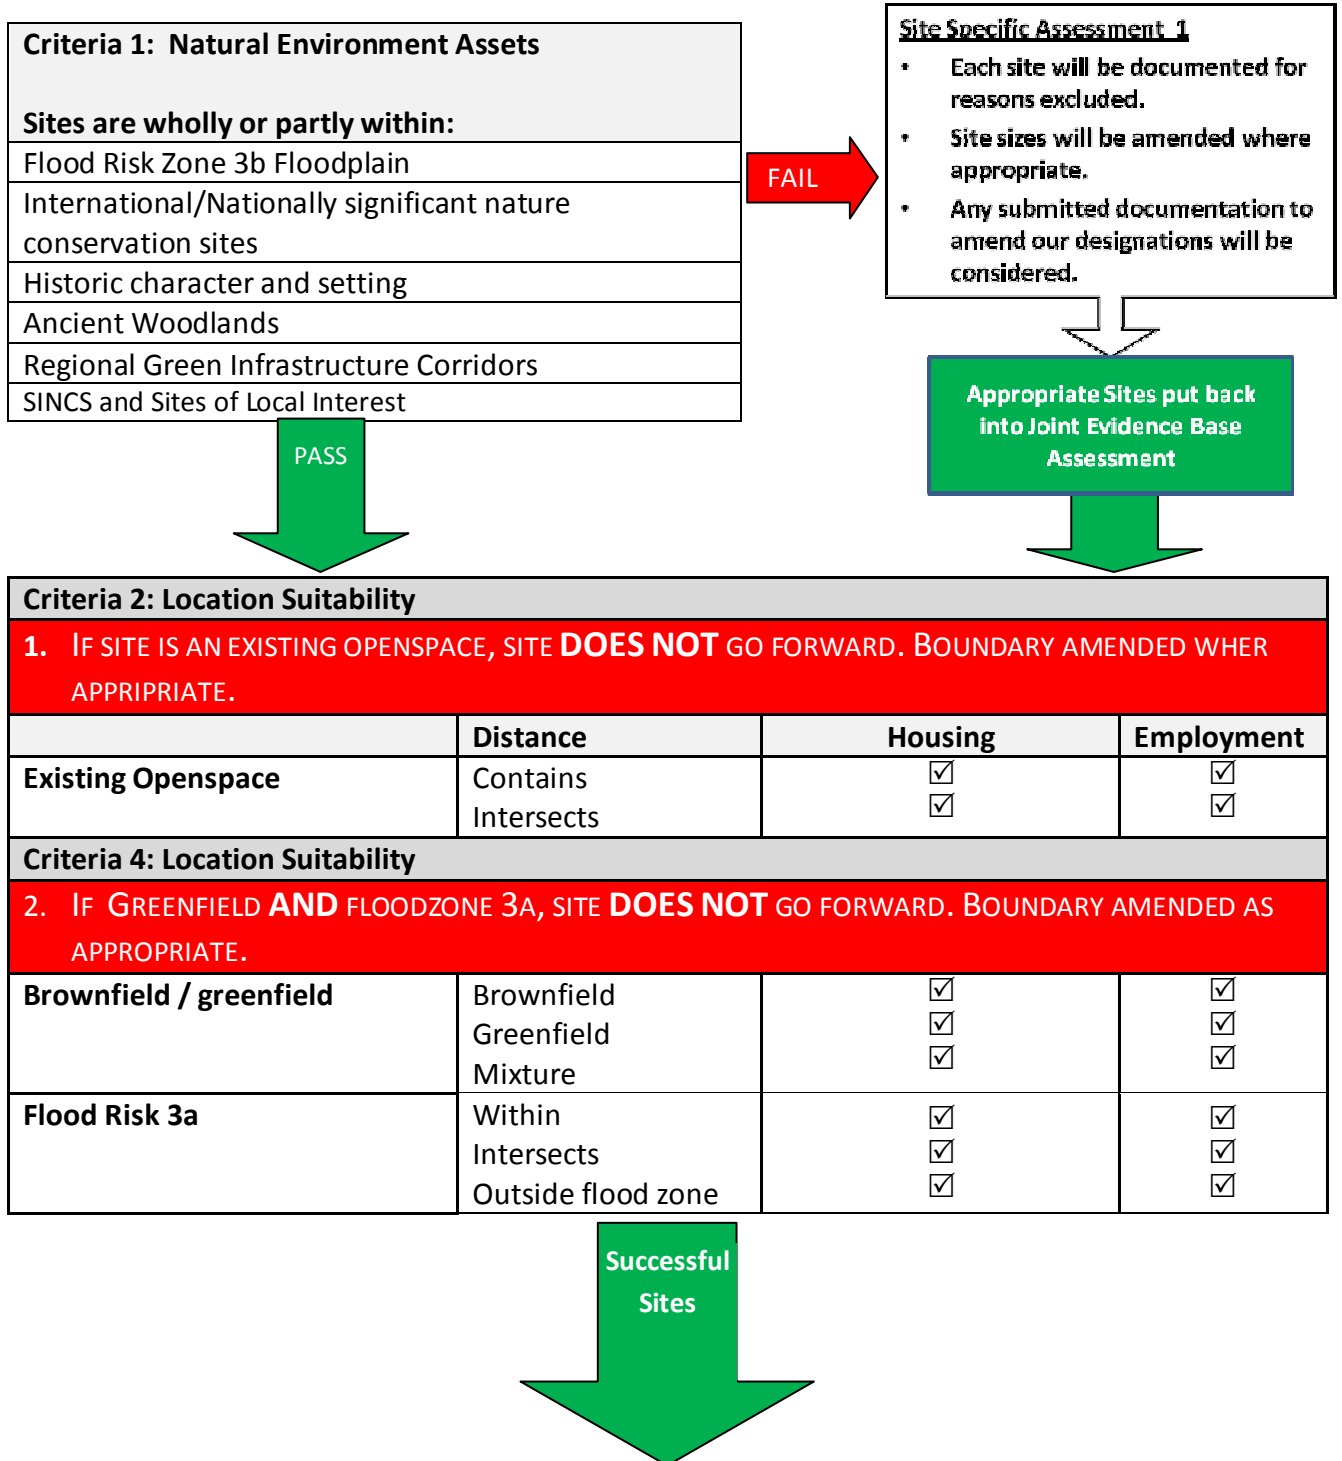 Criteria 1:  Natural Environment Assets
Sites are wholly or partly within:
Flood Risk Zone 3b Floodplain
International/Nationally significant nature
conservation sites
Historic character and setting
Ancient Woodlands
Regional Green Infrastructure Corridors
SINCS and Sites of Local Interest
FAIL
Site Specific Assessment  1
• Each site will be documented for
reasons excluded.
• Site sizes will be amended where
appropriate.
• Any submitted documentation to
amend our designations will be
considered.
PASS
Appropriate Sites put back
into Joint Evidence Base
Assessment
Criteria 2: Location Suitability
1. IF SITE IS AN EXISTING OPENSPACE, SITE DOES NOT GO FORWARD. BOUNDARY AMENDED WHER
APPRIPRIATE.
Distance Housing Employment
Existing Openspace Contains ☑ ☑
Intersects ☑ ☑
Criteria 4: Location Suitability
2. IF GREENFIELD AND FLOODZONE 3A, SITE DOES NOT GO FORWARD. BOUNDARY AMENDED AS
APPROPRIATE.
Brownfield / greenfield Brownfield ☑ ☑
Greenfield ☑ ☑
Mixture ☑ ☑
Flood Risk 3a Within ☑ ☑
Intersects ☑ ☑
Outside flood zone ☑ ☑
Successful
Sites